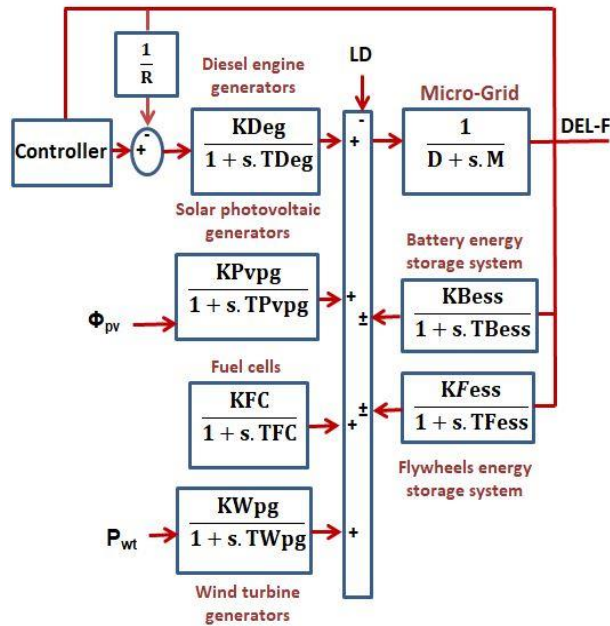 1
R
Diesel engine
generators
LD
Micro-Grid
DEL-F
Controller
-
+
KDeg
1 + s.TDeg
-
+
1
D + s.M
Solar photovoltaic
generators
Battery energy
storage system
KPvpg
1 + s.TPvpg
+
±
KBess
1 + s.TBess
Φpv
Fuel cells
KFC
1 + s.TFC
±
+
KFess
1 + s.TFess
Flywheels energy
storage system
KWpg
1 + s.TWpg
+
Pwt
Wind turbine
generators